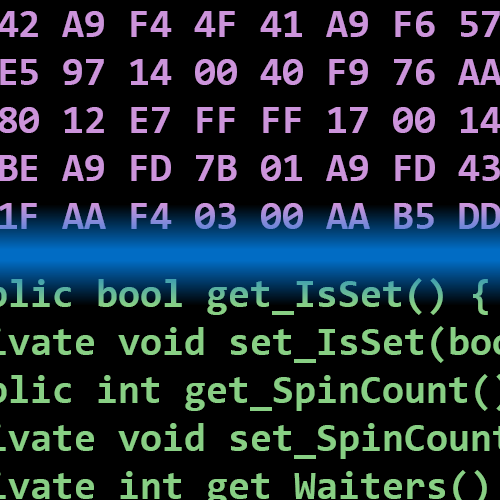 42 A9 F4 4F 41 A9 F6 57
E5 97 14 00 40 F9 76 AA
80 12 E7 FF FF 17 00 14
BE A9 FD 7B 01 A9 FD 43
1F AA F4 03 00 AA B5 DD
blic bool get_IsSet() {
ivate void set_IsSet(boo
blic int get_SpinCount()
ivate void set_SpinCount
ivate int get_Waiters()